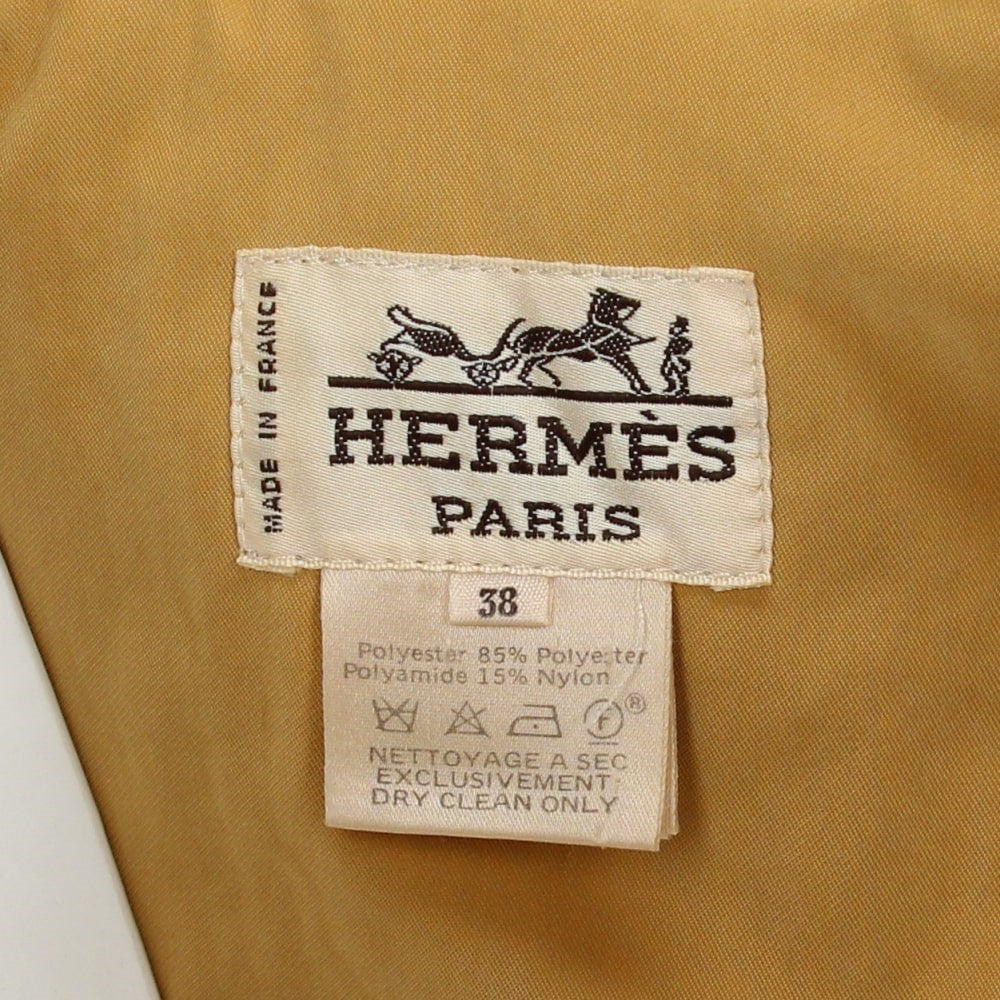 MADE IN FRANCE
HERMÈS
PARIS
38
Polyester 85% Polyester
Polyamide 15% Nylon
F ®
NETTOYAGE A SEC
EXCLUSIVEMENT
DRY CLEAN ONLY